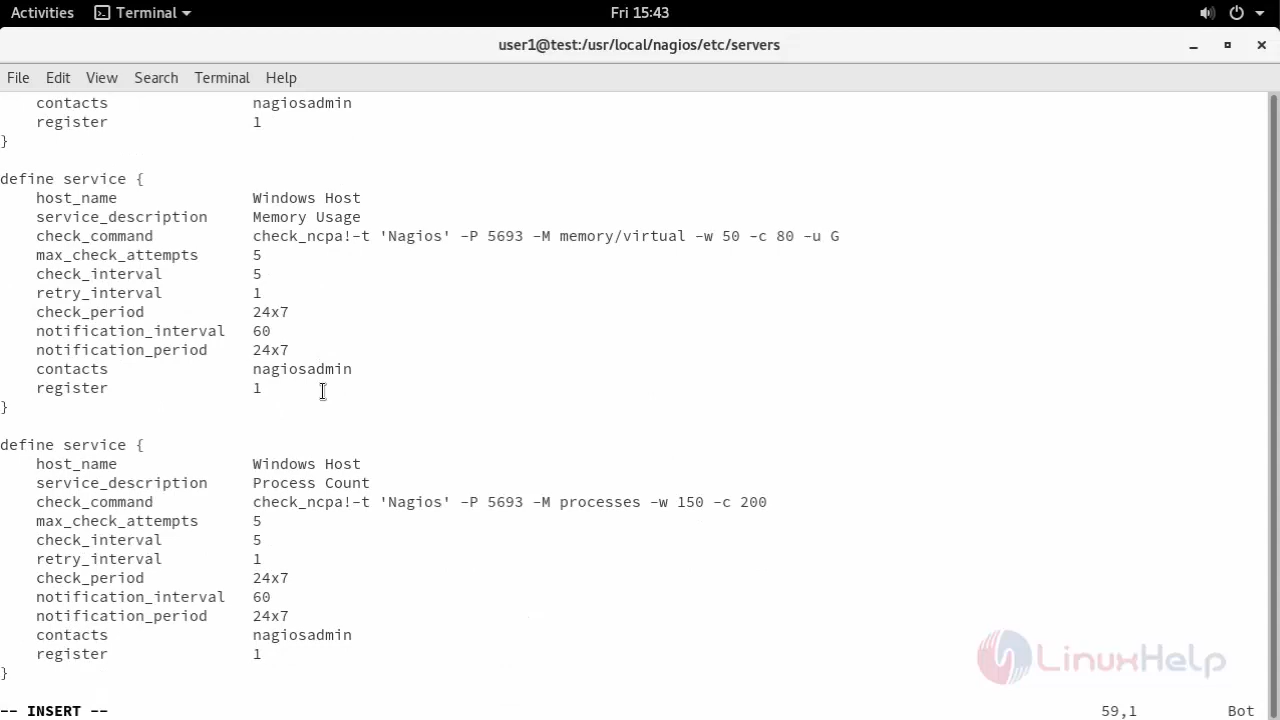 Activities Terminal Fri 15:43
user1@test:/usr/local/nagios/etc/servers
File Edit View Search Terminal Help
    contacts                nagiosadmin
    register                1
}
define service {
    host_name               Windows Host
    service_description     Memory Usage
    check_command           check_ncpa!-t 'Nagios' -P 5693 -M memory/virtual -w 50 -c 80 -u G
    max_check_attempts      5
    check_interval          5
    retry_interval          1
    check_period            24x7
    notification_interval   60
    notification_period     24x7
    contacts                nagiosadmin
    register                1
}
define service {
    host_name               Windows Host
    service_description     Process Count
    check_command           check_ncpa!-t 'Nagios' -P 5693 -M processes -w 150 -c 200
    max_check_attempts      5
    check_interval          5
    retry_interval          1
    check_period            24x7
    notification_interval   60
    notification_period     24x7
    contacts                nagiosadmin
    register                1
}
LinuxHelp
-- INSERT -- 59,1 Bot